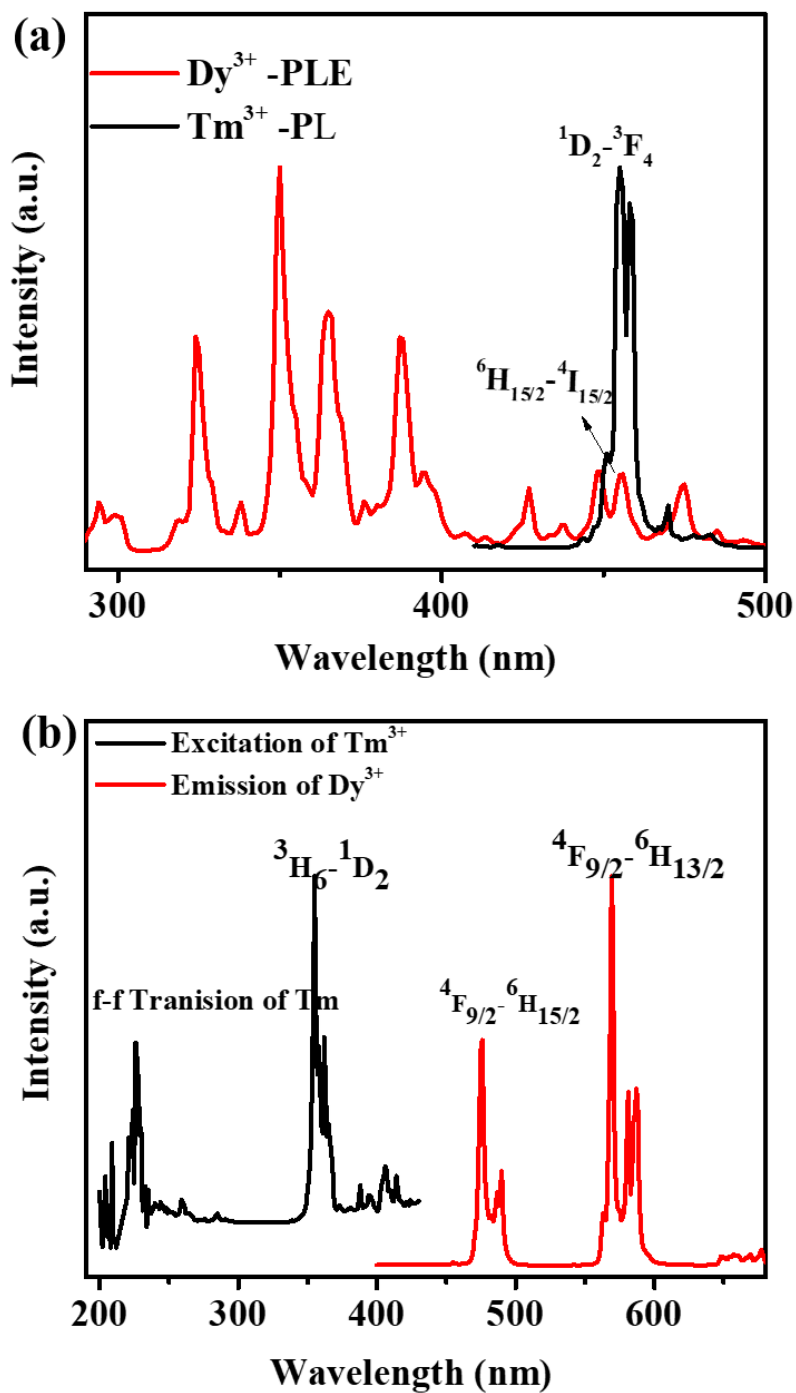 (a)
Dy³⁺ -PLE
Tm³⁺ -PL
¹D₂-³F₄
⁶H₁₅/₂-⁴I₁₅/₂
Intensity (a.u.)
300 400 500
Wavelength (nm)
(b)
Excitation of Tm³⁺
Emission of Dy³⁺
³H₆-¹D₂
⁴F₉/₂-⁶H₁₃/₂
f-f Tranision of Tm
⁴F₉/₂-⁶H₁₅/₂
Intensity (a.u.)
200 300 400 500 600
Wavelength (nm)